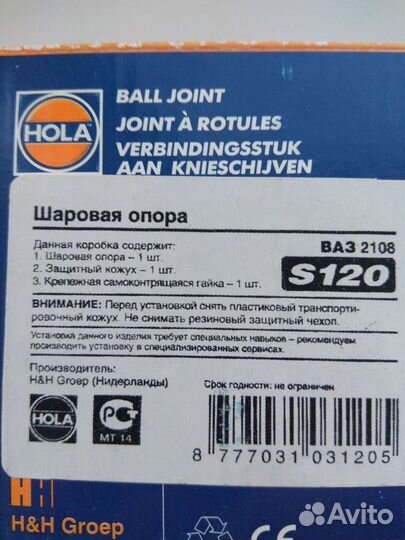 HOLA
BALL JOINT
JOINT À ROTULES
VERBINDINGSSTUK
AAN KNIESCHIJVEN
Шаровая опора
Данная коробка содержит:
ВАЗ 2108
1. Шаровая опора – 1 шт.
2. Защитный кожух – 1 шт.
3. Крепежная самоконтрящаяся гайка – 1 шт.
S120
ВНИМАНИЕ: Перед установкой снять пластиковый транспорти-
ровочный кожух. Не снимать резиновый защитный чехол.
Установка данного изделия требует специальных навыков – рекомендуем
производить установку в специализированных сервисах.
Производитель:
H&H Groep (Нидерланды)
Срок годности: не ограничен
HOLA
РСТ
МТ 14
8 777031 031205
H&H Groep
CE
Avito